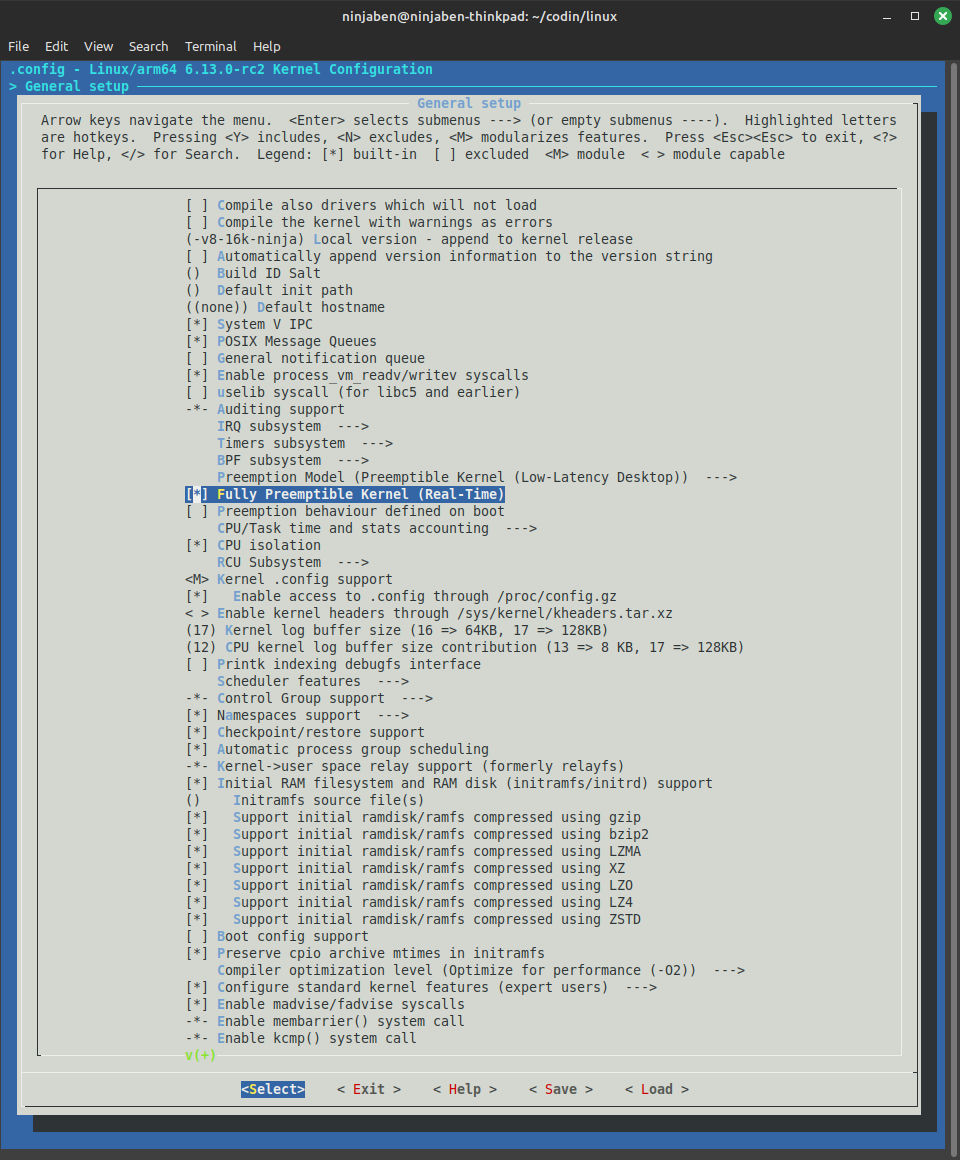 ninjaben@ninjaben-thinkpad: ~/codin/linux
File Edit View Search Terminal Help
.config - Linux/arm64 6.13.0-rc2 Kernel Configuration
> General setup
General setup
Arrow keys navigate the menu.  <Enter> selects submenus ---> (or empty submenus ----).  Highlighted letters
are hotkeys.  Pressing <Y> includes, <N> excludes, <M> modularizes features.  Press <Esc><Esc> to exit, <?>
for Help, </> for Search.  Legend: [*] built-in  [ ] excluded  <M> module  < > module capable
[ ] Compile also drivers which will not load
[ ] Compile the kernel with warnings as errors
(-v8-16k-ninja) Local version - append to kernel release
[ ] Automatically append version information to the version string
()  Build ID Salt
()  Default init path
((none)) Default hostname
[*] System V IPC
[*] POSIX Message Queues
[ ] General notification queue
[*] Enable process_vm_readv/writev syscalls
[ ] uselib syscall (for libc5 and earlier)
-*- Auditing support
IRQ subsystem  --->
Timers subsystem  --->
BPF subsystem  --->
Preemption Model (Preemptible Kernel (Low-Latency Desktop))  --->
[*] Fully Preemptible Kernel (Real-Time)
[ ] Preemption behaviour defined on boot
CPU/Task time and stats accounting  --->
[*] CPU isolation
RCU Subsystem  --->
<M> Kernel .config support
[*]   Enable access to .config through /proc/config.gz
< > Enable kernel headers through /sys/kernel/kheaders.tar.xz
(17) Kernel log buffer size (16 => 64KB, 17 => 128KB)
(12) CPU kernel log buffer size contribution (13 => 8 KB, 17 => 128KB)
[ ] Printk indexing debugfs interface
Scheduler features  --->
-*- Control Group support  --->
[*] Namespaces support  --->
[*] Checkpoint/restore support
[*] Automatic process group scheduling
-*- Kernel->user space relay support (formerly relayfs)
[*] Initial RAM filesystem and RAM disk (initramfs/initrd) support
()    Initramfs source file(s)
[*]   Support initial ramdisk/ramfs compressed using gzip
[*]   Support initial ramdisk/ramfs compressed using bzip2
[*]   Support initial ramdisk/ramfs compressed using LZMA
[*]   Support initial ramdisk/ramfs compressed using XZ
[*]   Support initial ramdisk/ramfs compressed using LZO
[*]   Support initial ramdisk/ramfs compressed using LZ4
[*]   Support initial ramdisk/ramfs compressed using ZSTD
[ ] Boot config support
[*] Preserve cpio archive mtimes in initramfs
Compiler optimization level (Optimize for performance (-O2))  --->
[*] Configure standard kernel features (expert users)  --->
[*] Enable madvise/fadvise syscalls
-*- Enable membarrier() system call
-*- Enable kcmp() system call
v(+)
<Select>    < Exit >    < Help >    < Save >    < Load >